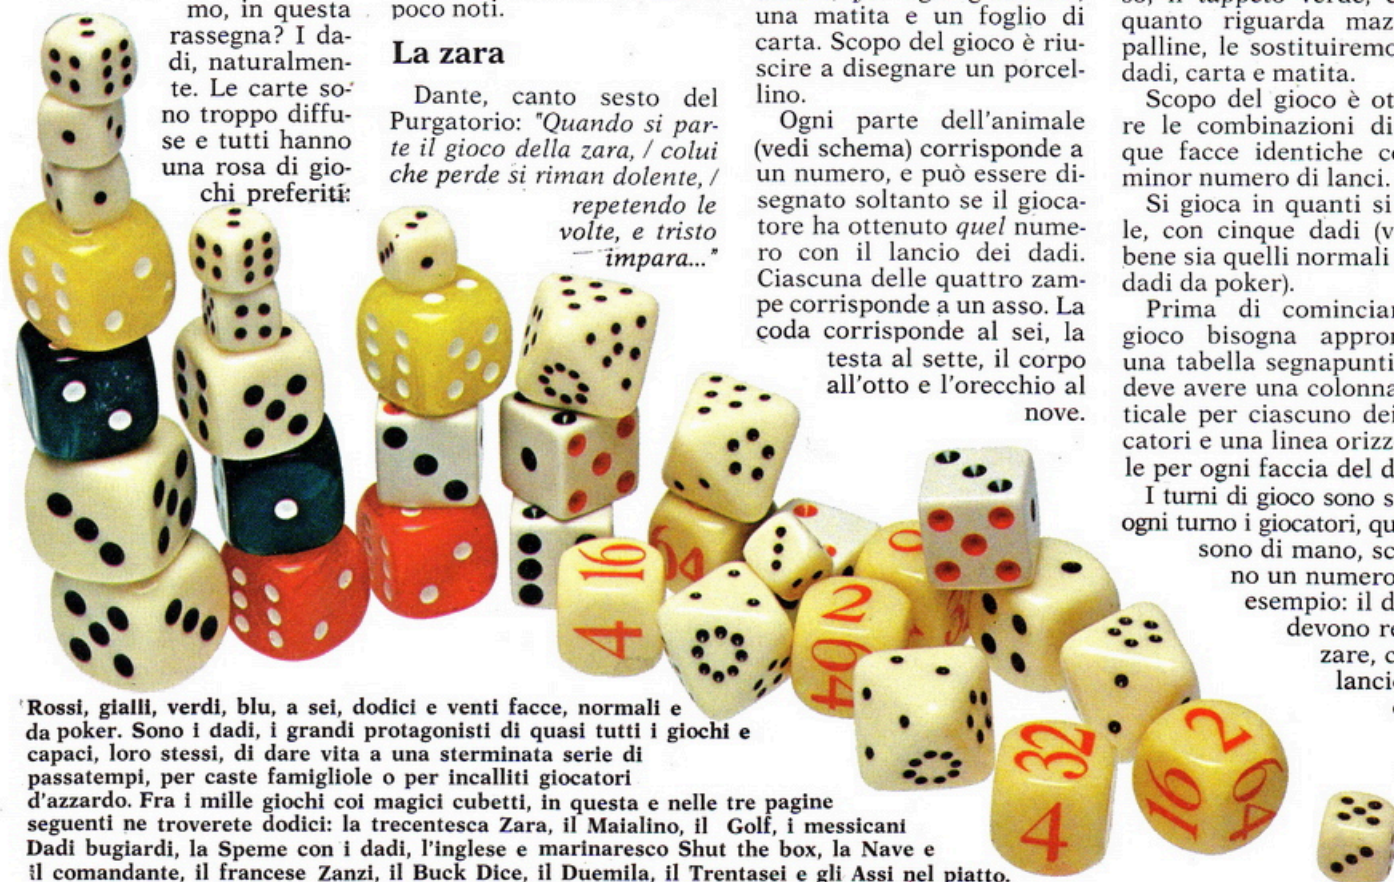 mo, in questa
rassegna? I da-
di, naturalmen-
te. Le carte so-
no troppo diffu-
se e tutti hanno
una rosa di gio-
chi preferiti:
poco noti.
La zara
Dante, canto sesto del
Purgatorio: "Quando si par-
te il gioco della zara, / colui
che perde si riman dolente, /
repetendo le
volte, e tristo
impara..."
una matita e un foglio di
carta. Scopo del gioco è riu-
scire a disegnare un porcel-
lino.
Ogni parte dell'animale
(vedi schema) corrisponde a
un numero, e può essere di-
segnato soltanto se il gioca-
tore ha ottenuto quel nume-
ro con il lancio dei dadi.
Ciascuna delle quattro zam-
pe corrisponde a un asso. La
coda corrisponde al sei, la
testa al sette, il corpo
all'otto e l'orecchio al
nove.
so, il tappeto verde,
quanto riguarda maz
palline, le sostituiremo
dadi, carta e matita.
Scopo del gioco è ot
re le combinazioni di
que facce identiche co
minor numero di lanci.
Si gioca in quanti si
le, con cinque dadi (v
bene sia quelli normali
dadi da poker).
Prima di comincia
gioco bisogna appro
una tabella segnapunti
deve avere una colonna
ticale per ciascuno dei
catori e una linea orizz
le per ogni faccia del d
I turni di gioco sono s
ogni turno i giocatori, qu
sono di mano, sc
no un numero
esempio: il d
devono re
zare, c
lanci
16
4
2
64
32
4
2
16
64
Rossi, gialli, verdi, blu, a sei, dodici e venti facce, normali e
da poker. Sono i dadi, i grandi protagonisti di quasi tutti i giochi e
capaci, loro stessi, di dare vita a una sterminata serie di
passatempi, per caste famigliole o per incalliti giocatori
d'azzardo. Fra i mille giochi coi magici cubetti, in questa e nelle tre pagine
seguenti ne troverete dodici: la trecentesca Zara, il Maialino, il Golf, i messicani
Dadi bugiardi, la Speme con i dadi, l'inglese e marinaresco Shut the box, la Nave e
il comandante, il francese Zanzi, il Buck Dice, il Duemila, il Trentasei e gli Assi nel piatto.